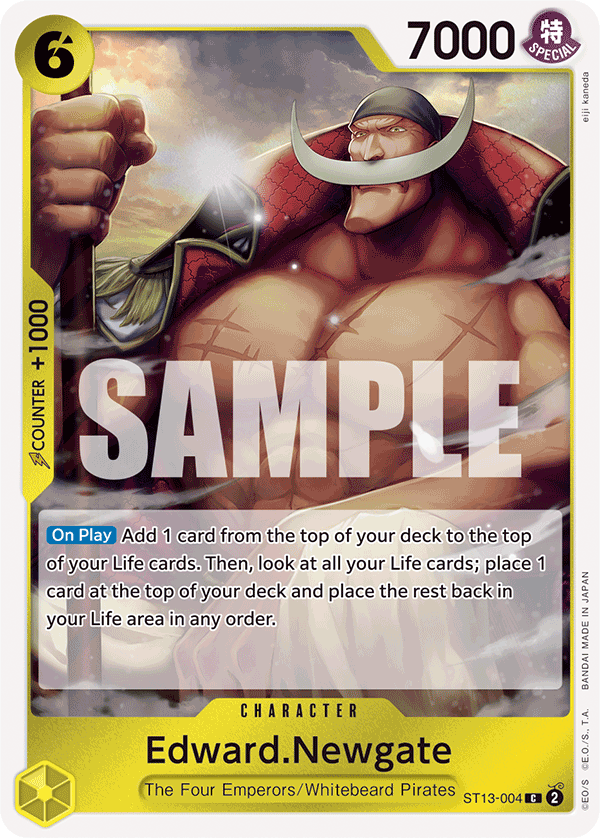 6
7000
特
SPECIAL
eiji kaneda
COUNTER +1000
SAMPLE
On Play Add 1 card from the top of your deck to the top
of your Life cards. Then, look at all your Life cards; place 1
card at the top of your deck and place the rest back in
your Life area in any order.
CHARACTER
Edward.Newgate
The Four Emperors/Whitebeard Pirates
ST13-004 C 2
©EO/S ©E.O./S., T.A. BANDAI MADE IN JAPAN